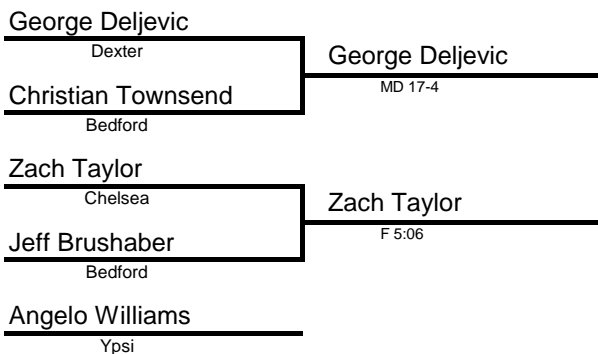 George Deljevic
Dexter
George Deljevic
MD 17-4
Christian Townsend
Bedford
Zach Taylor
Chelsea
Zach Taylor
F 5:06
Jeff Brushaber
Bedford
Angelo Williams
Ypsi